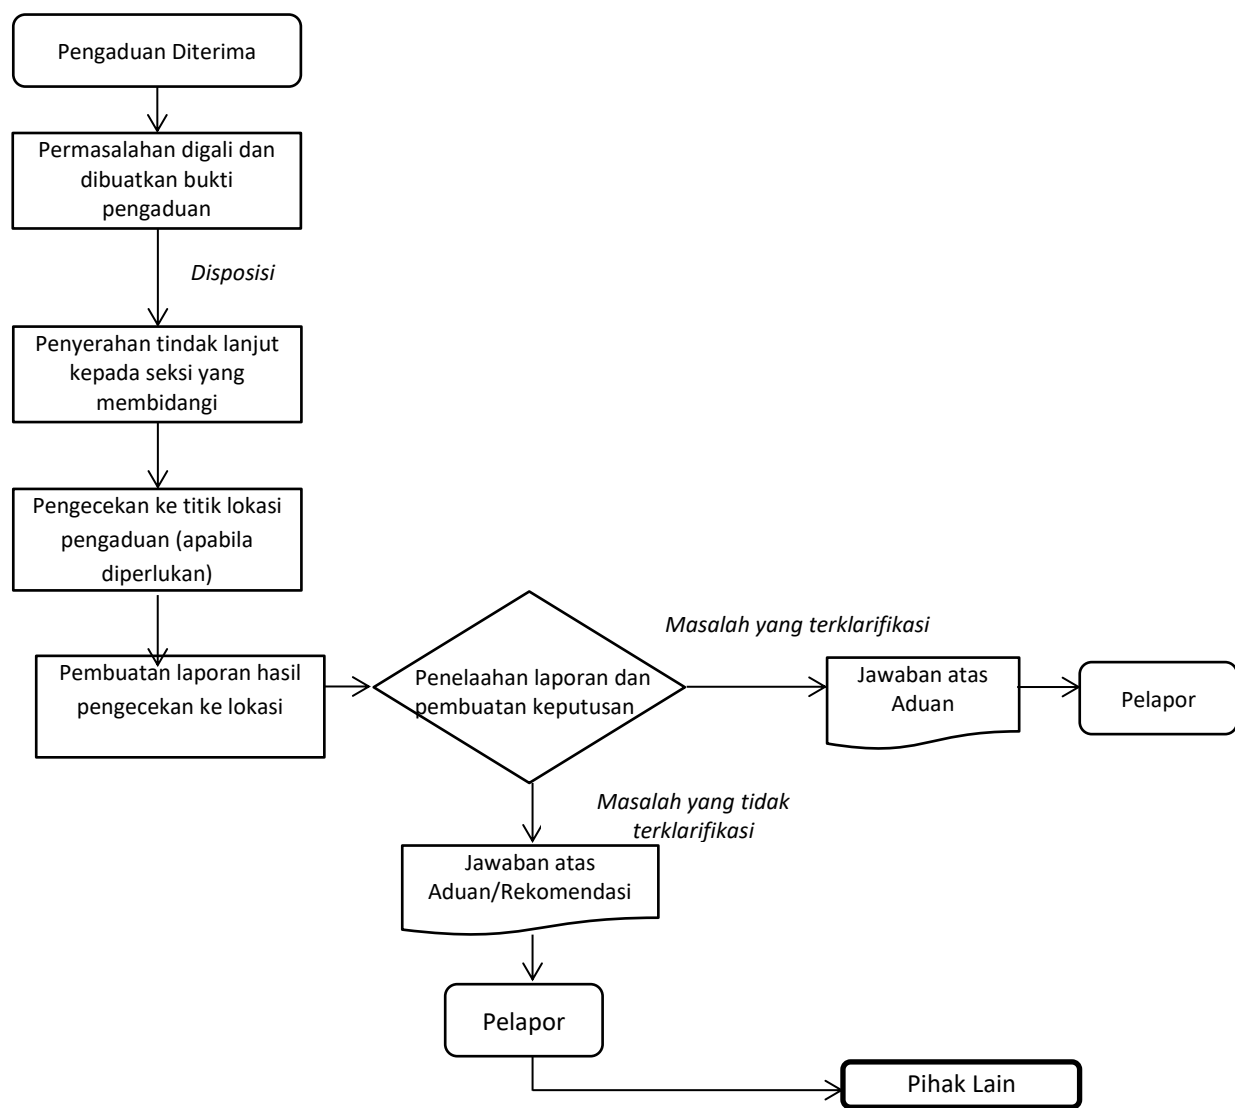 Pengaduan Diterima
Permasalahan digali dan
dibuatkan bukti
pengaduan
Disposisi
Penyerahan tindak lanjut
kepada seksi yang
membidangi
Pengecekan ke titik lokasi
pengaduan (apabila
diperlukan)
Pembuatan laporan hasil
pengecekan ke lokasi
Penelaahan laporan dan
pembuatan keputusan
Masalah yang terklarifikasi
Jawaban atas
Aduan
Pelapor
Masalah yang tidak
terklarifikasi
Jawaban atas
Aduan/Rekomendasi
Pelapor
Pihak Lain